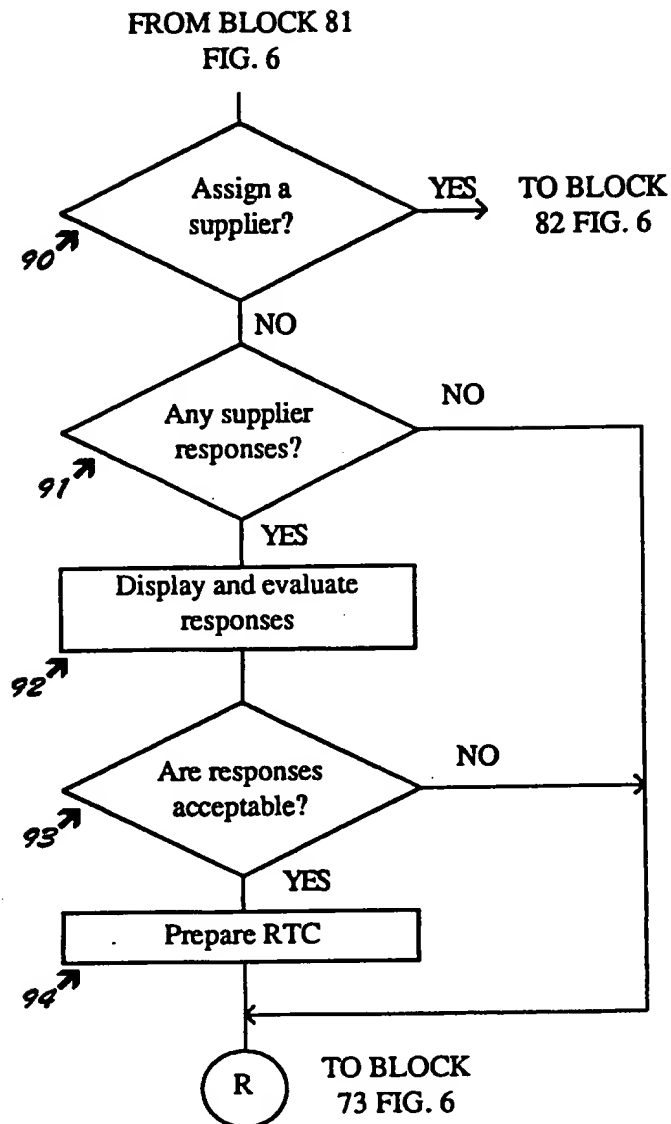 FROM BLOCK 81
FIG. 6
Assign a
supplier?
YES
TO BLOCK
82 FIG. 6
90
NO
Any supplier
responses?
NO
91
YES
Display and evaluate
responses
92
Are responses
acceptable?
NO
93
YES
Prepare RTC
94
R
TO BLOCK
73 FIG. 6